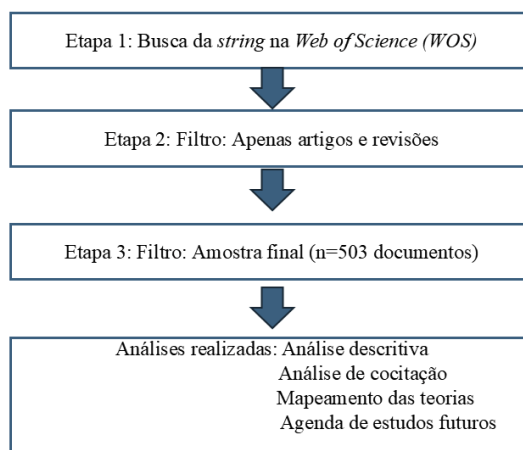 Etapa 1: Busca da string na Web of Science (WOS)
Etapa 2: Filtro: Apenas artigos e revisões
Etapa 3: Filtro: Amostra final (n=503 documentos)
Análises realizadas: Análise descritiva
Análise de cocitação
Mapeamento das teorias
Agenda de estudos futuros